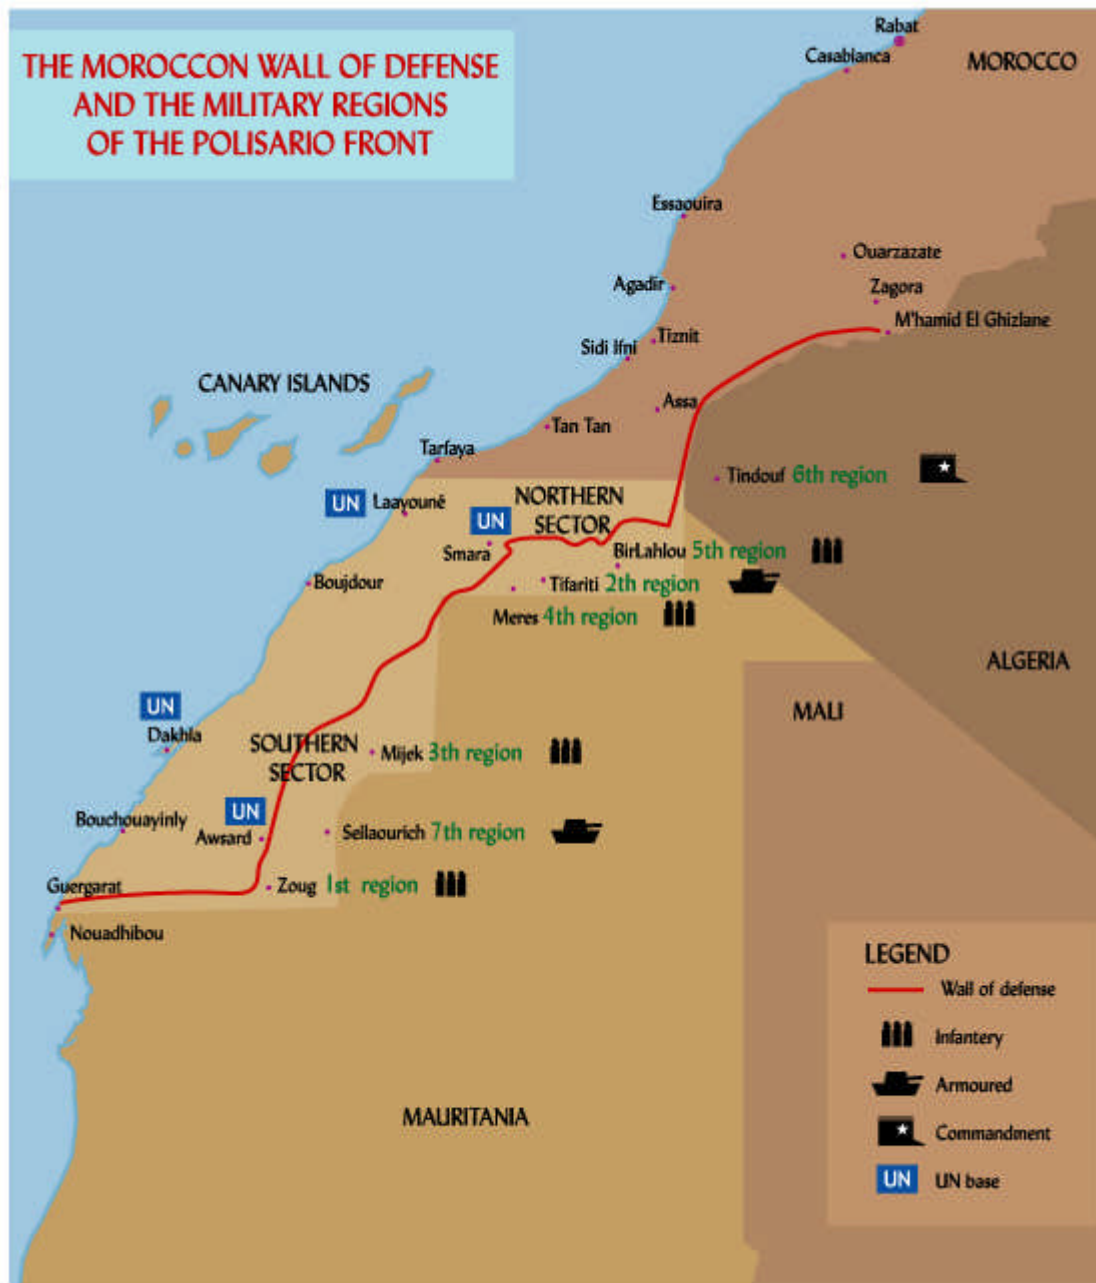 THE MOROCCON WALL OF DEFENSE
AND THE MILITARY REGIONS
OF THE POLISARIO FRONT
Rabat
Casabianca
MOROCCO
Essaouira
Ouarzazate
Agadir
Zagora
M'hamid El Ghizlane
Tiznit
Sidi Ifni
CANARY ISLANDS
Assa
Tan Tan
Tarfaya
Tindouf 6th region
UN
Laayouné
NORTHERN
SECTOR
UN
Smara
BirLahlou 5th region
Boujdour
Tifariti 2th region
Meres 4th region
ALGERIA
UN
Dakhla
MALI
SOUTHERN
SECTOR
Mijek 3th region
UN
Bouchouayinly
Awsard
Sellaourich 7th region
Guergarat
Zoug 1st region
Nouadhibou
MAURITANIA
LEGEND
Wall of defense
Infantery
Armoured
Commandment
UN
UN base